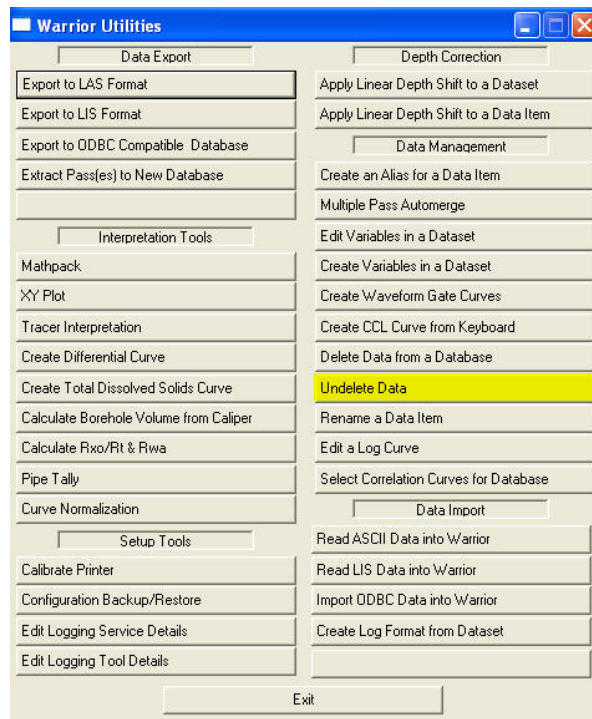 Warrior Utilities
Data Export
Export to LAS Format
Export to LIS Format
Export to ODBC Compatible Database
Extract Pass(es) to New Database
Interpretation Tools
Mathpack
XY Plot
Tracer Interpretation
Create Differential Curve
Create Total Dissolved Solids Curve
Calculate Borehole Volume from Caliper
Calculate Rxo/Rt & Rwa
Pipe Tally
Curve Normalization
Setup Tools
Calibrate Printer
Configuration Backup/Restore
Edit Logging Service Details
Edit Logging Tool Details
Depth Correction
Apply Linear Depth Shift to a Dataset
Apply Linear Depth Shift to a Data Item
Data Management
Create an Alias for a Data Item
Multiple Pass Automerge
Edit Variables in a Dataset
Create Variables in a Dataset
Create Waveform Gate Curves
Create CCL Curve from Keyboard
Delete Data from a Database
Undelete Data
Rename a Data Item
Edit a Log Curve
Select Correlation Curves for Database
Data Import
Read ASCII Data into Warrior
Read LIS Data into Warrior
Import ODBC Data into Warrior
Create Log Format from Dataset
Exit